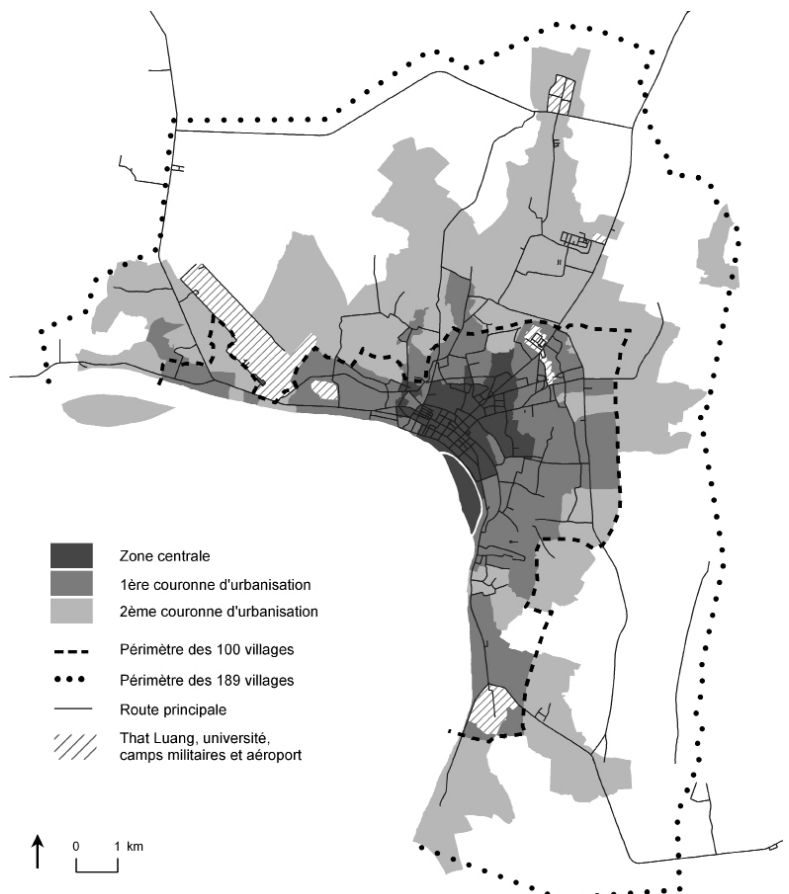 Zone centrale
1ère couronne d'urbanisation
2ème couronne d'urbanisation
Périmètre des 100 villages
Périmètre des 189 villages
Route principale
That Luang, université,
camps militaires et aéroport
0 1 km